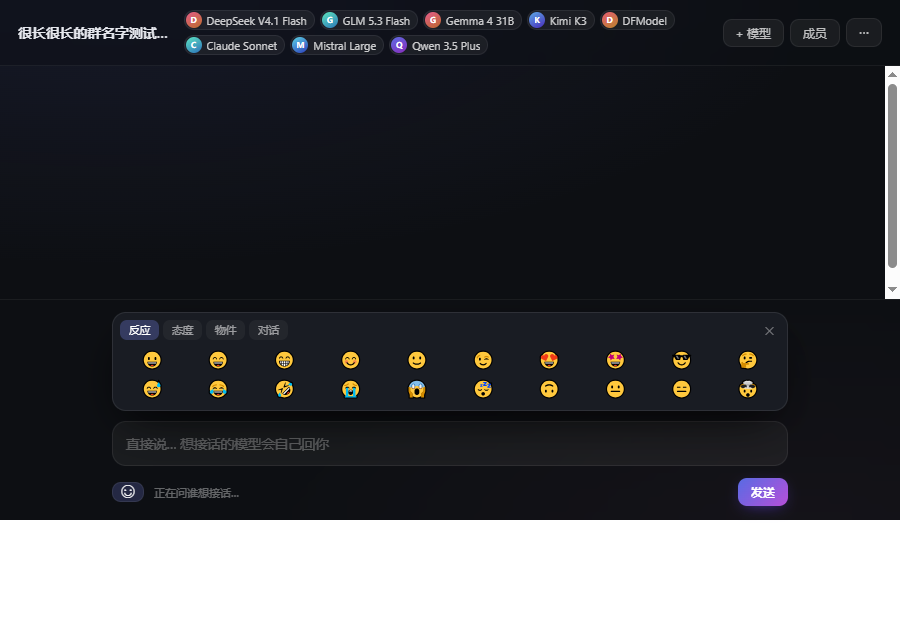 很长很长的群名字测试...
D DeepSeek V4.1 Flash G GLM 5.3 Flash G Gemma 4 31B K Kimi K3 D DFModel
C Claude Sonnet M Mistral Large Q Qwen 3.5 Plus
+ 模型 成员 ...
反应 态度 物件 对话 ×
直接说... 想接话的模型会自己回你
正在问谁想接话...
发送